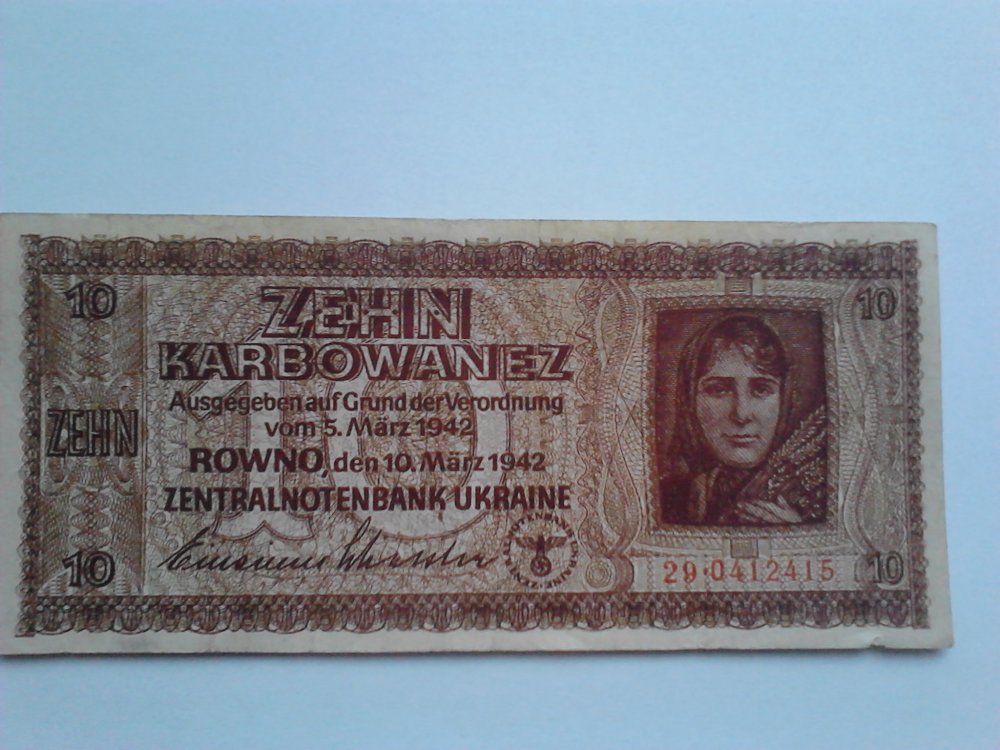 10
10
ZEHN
KARBOWANEZ
Ausgegeben auf Grund der Verordnung
vom 5. März 1942
ZEHN
ROWNO, den 10. März 1942
ZENTRALNOTENBANK UKRAINE
10
29·0412415
10
10